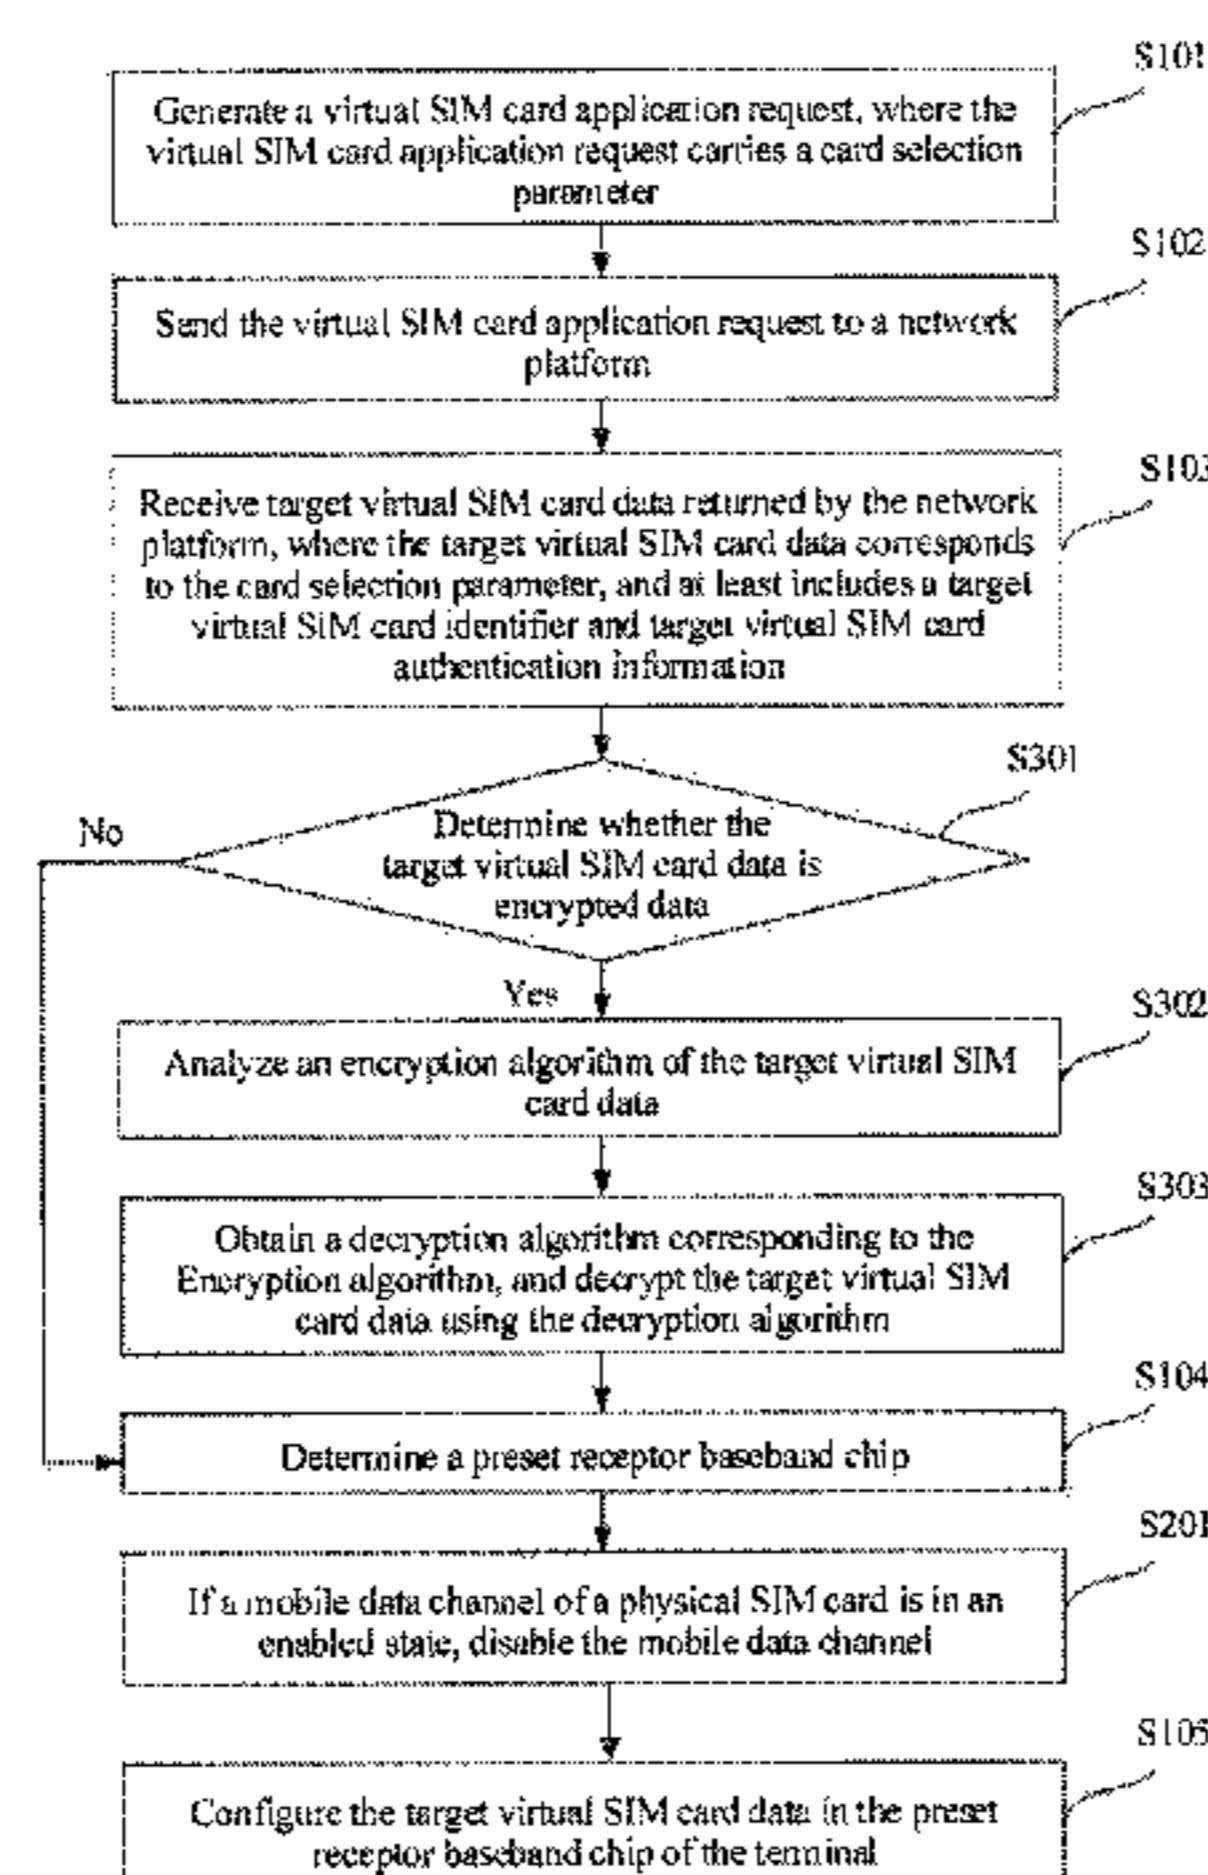 S101
Generate a virtual SIM card application request, where the
virtual SIM card application request carries a card selection
parameter
S102
Send the virtual SIM card application request to a network
platform
S103
Receive target virtual SIM card data returned by the network
platform, where the target virtual SIM card data corresponds
to the card selection parameter, and at least includes a target
virtual SIM card identifier and target virtual SIM card
authentication information
S301
No
Determine whether the
target virtual SIM card data is
encrypted data
Yes
S302
Analyze an encryption algorithm of the target virtual SIM
card data
S303
Obtain a decryption algorithm corresponding to the
Encryption algorithm, and decrypt the target virtual SIM
card data using the decryption algorithm
S104
Determine a preset receptor baseband chip
S201
If a mobile data channel of a physical SIM card is in an
enabled state, disable the mobile data channel
S105
Configure the target virtual SIM card data in the preset
receptor baseband chip of the terminal